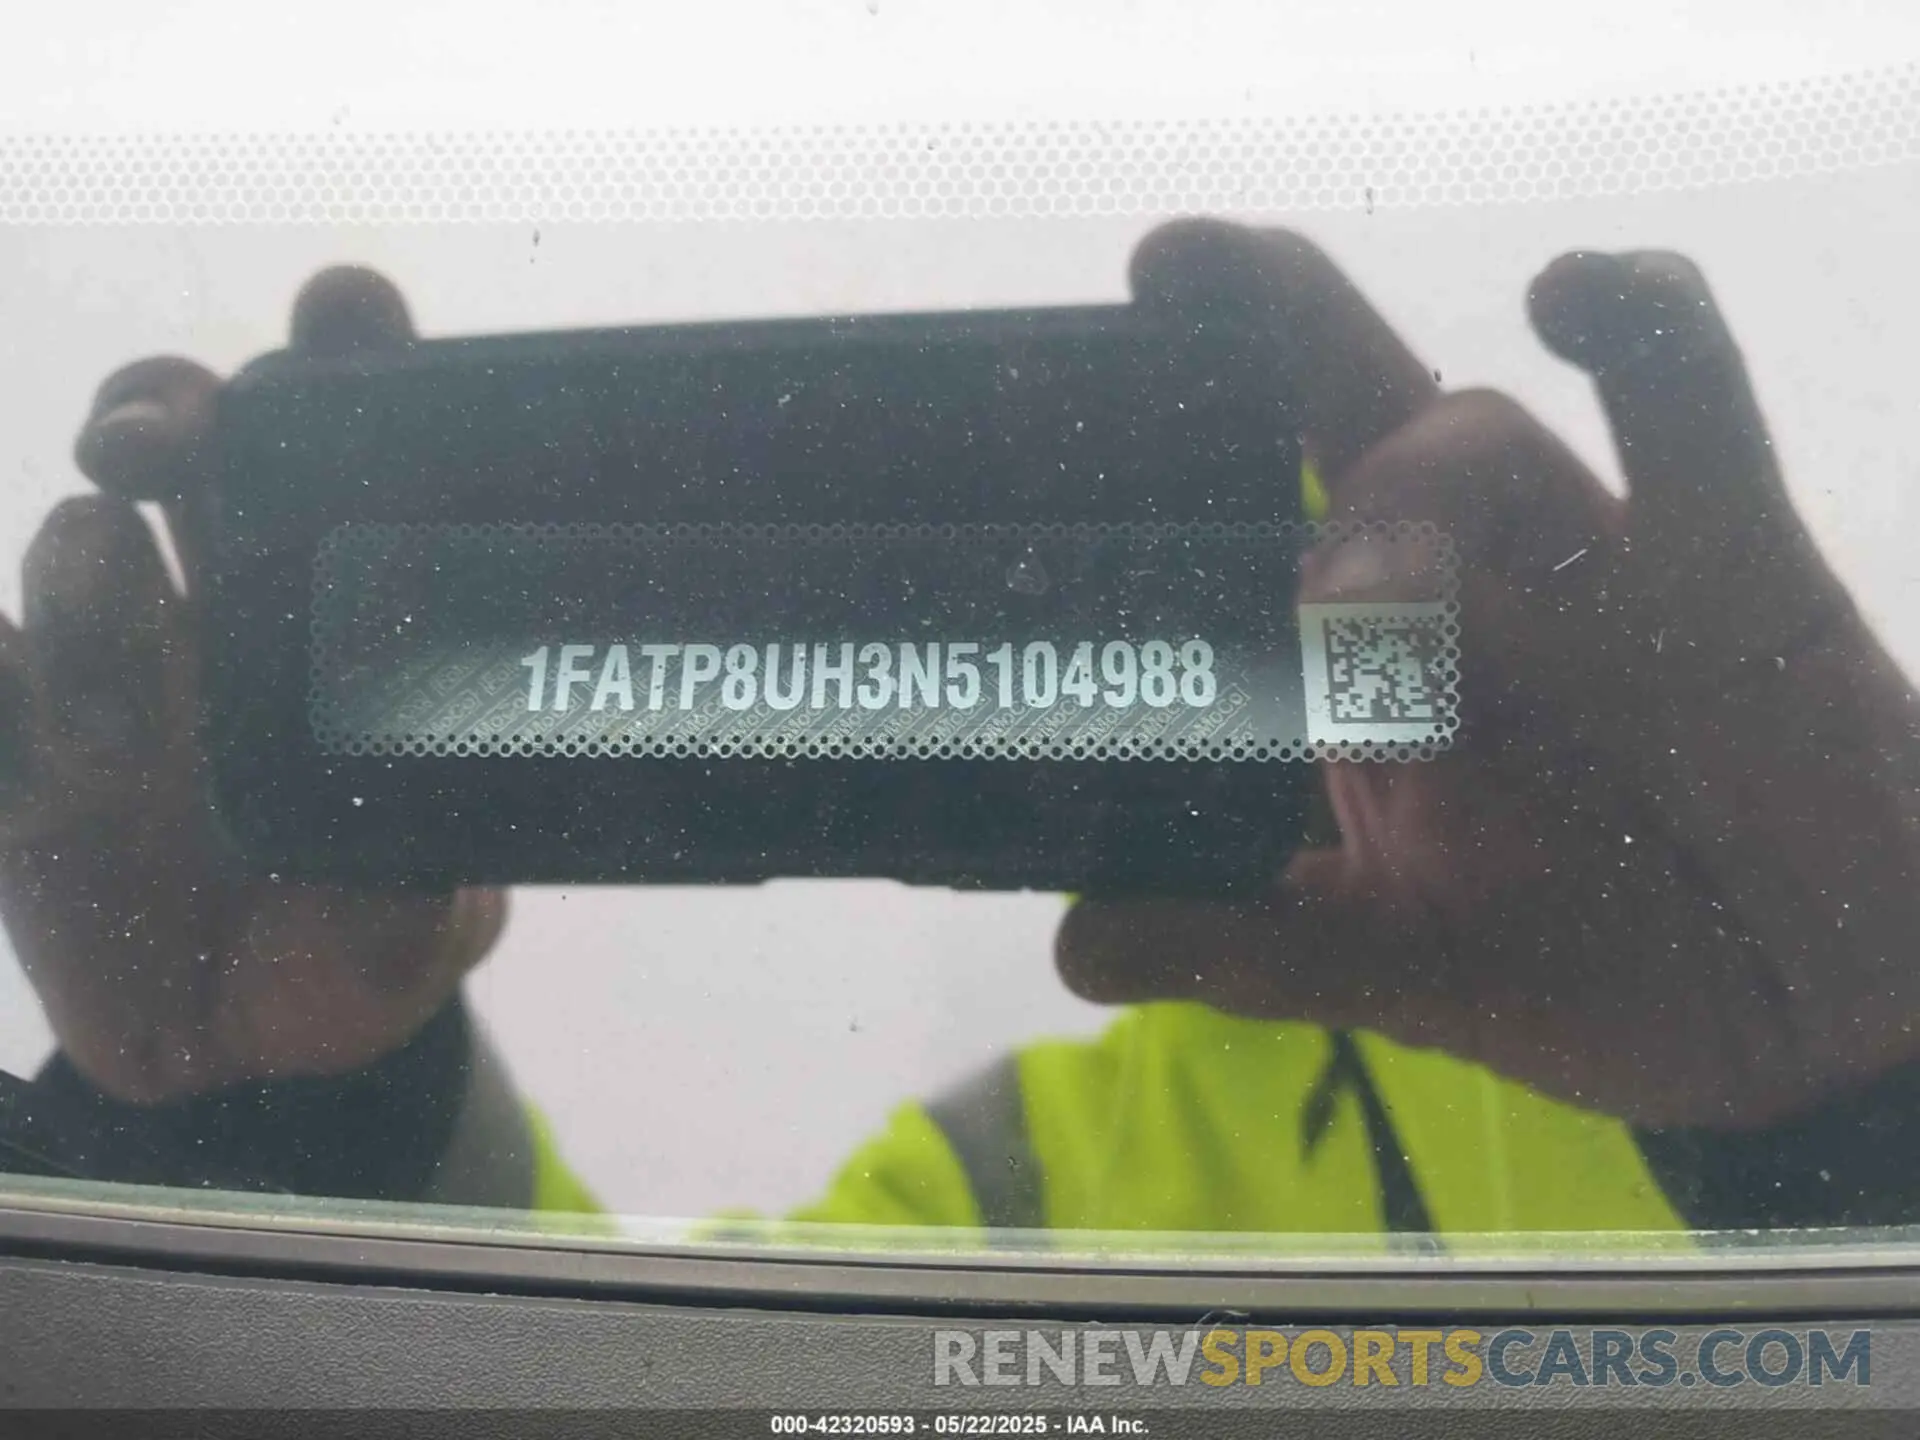 1FATP8UH3N5104988
RENEWSPORTSCARS.COM
000-42320593 - 05/22/2025 - IAA Inc.